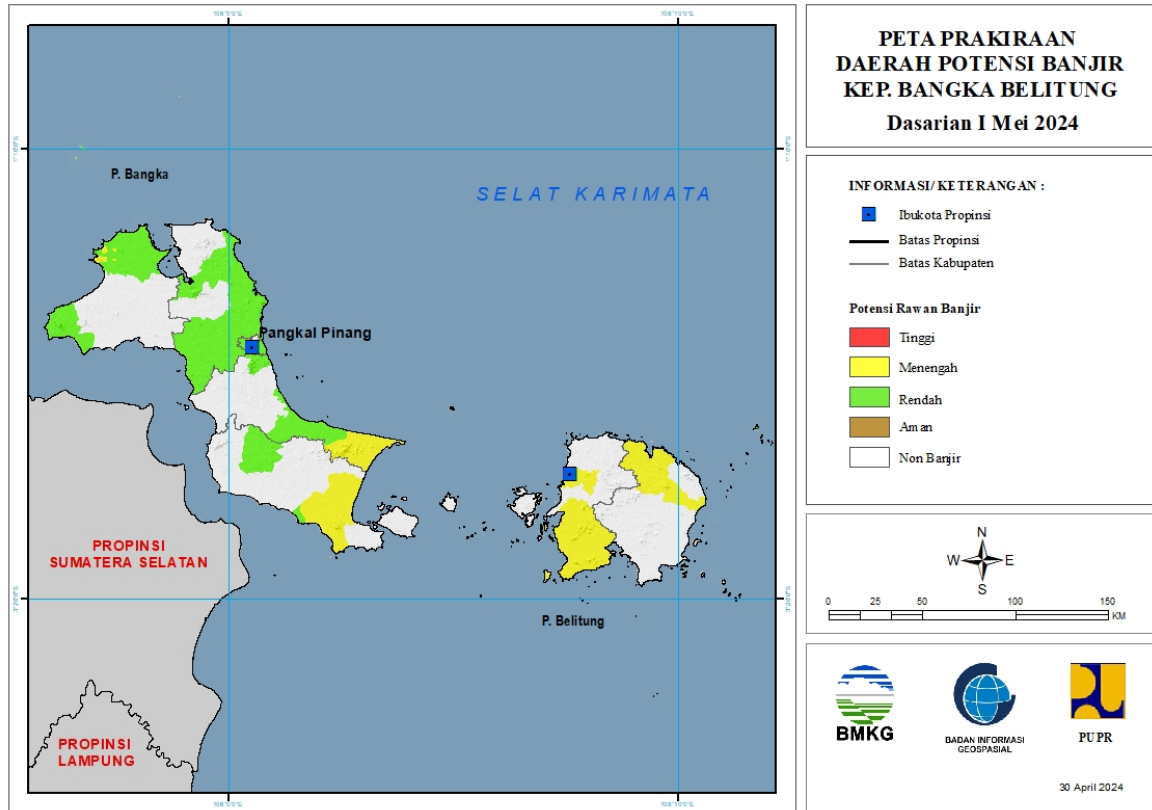 PETA PRAKIRAAN
DAERAH POTENSI BANJIR
KEP. BANGKA BELITUNG
Dasarian I Mei 2024
P. Bangka
SELAT KARIMATA
Pangkal Pinang
P. Belitung
PROPINSI
SUMATERA SELATAN
PROPINSI
LAMPUNG
INFORMASI/KETERANGAN :
Ibukota Propinsi
Batas Propinsi
Batas Kabupaten
Potensi Rawan Banjir
Tinggi
Menengah
Rendah
Aman
Non Banjir
N
W E
S
0 25 50 100 150
KM
BMKG
BADAN INFORMASI
GEOSPASIAL
PUPR
30 April 2024